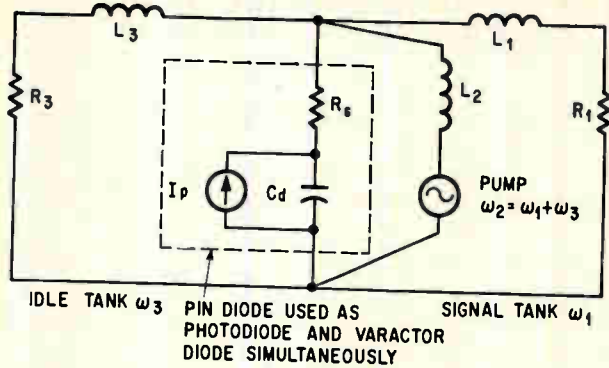 L3
L1
R3
Rs
L2
R1
Ip
Cd
PUMP
ω2=ω1+ω3
IDLE TANK ω3
PIN DIODE USED AS
PHOTODIODE AND VARACTOR
DIODE SIMULTANEOUSLY
SIGNAL TANK ω1